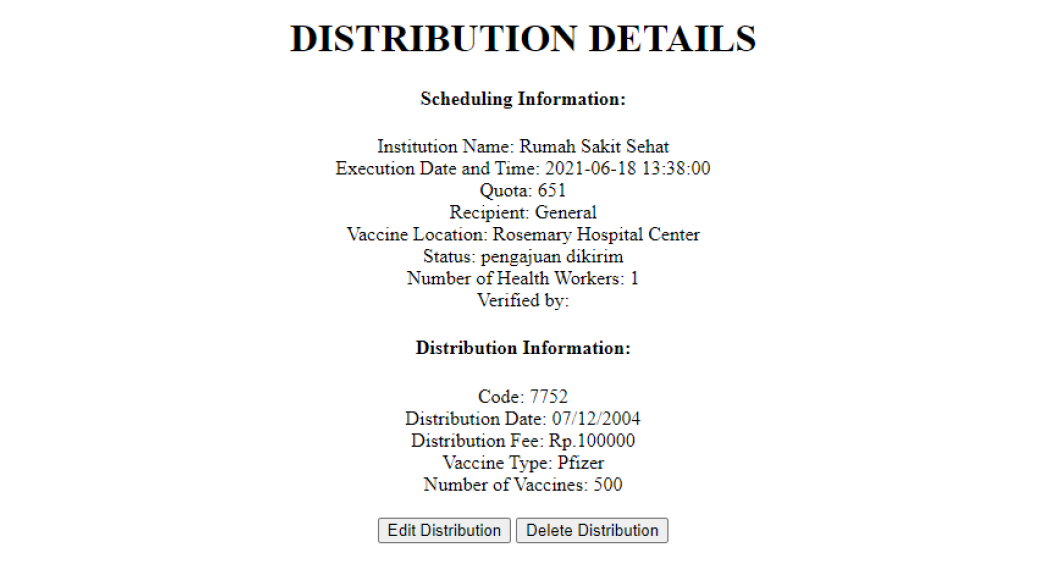 DISTRIBUTION DETAILS
Scheduling Information:
Institution Name: Rumah Sakit Sehat
Execution Date and Time: 2021-06-18 13:38:00
Quota: 651
Recipient: General
Vaccine Location: Rosemary Hospital Center
Status: pengajuan dikirim
Number of Health Workers: 1
Verified by:
Distribution Information:
Code: 7752
Distribution Date: 07/12/2004
Distribution Fee: Rp.100000
Vaccine Type: Pfizer
Number of Vaccines: 500
Edit Distribution Delete Distribution